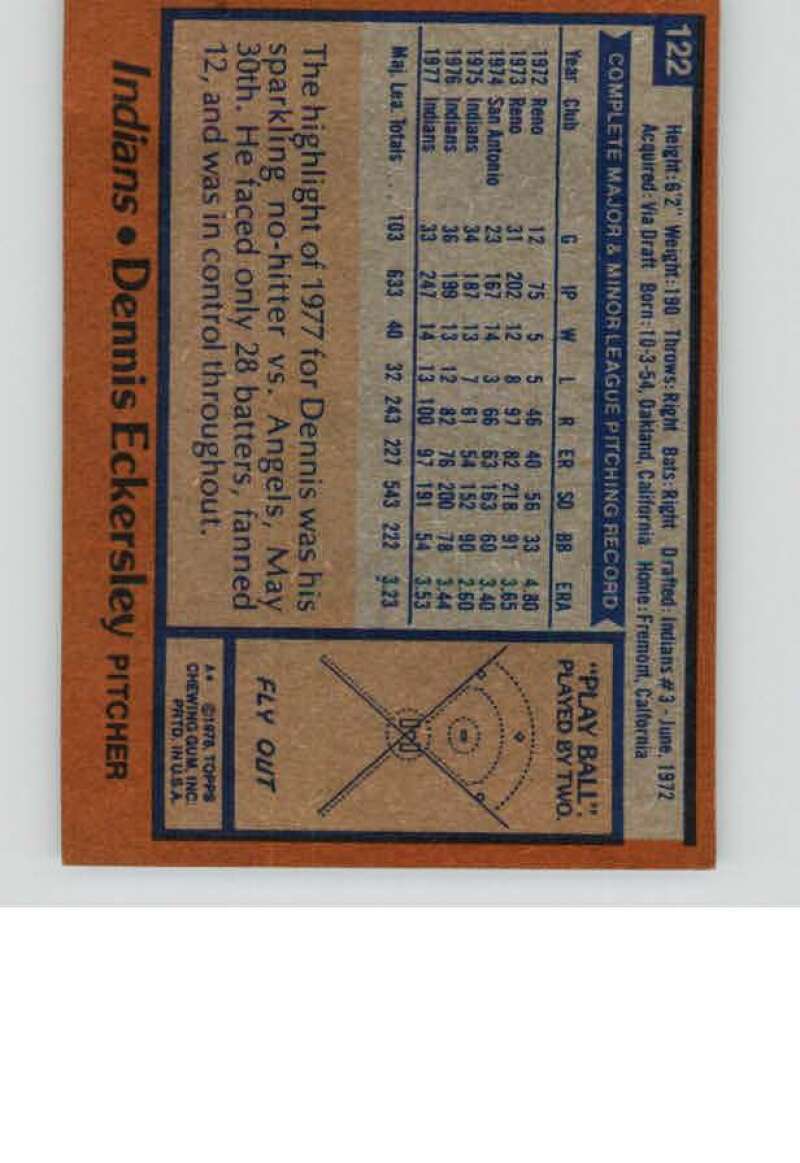 122
Height: 6'2" Weight: 190 Throws: Right Bats: Right Drafted: Indians #3 - June, 1972
Acquired: Via Draft Born: 10-3-54, Oakland, California Home: Fremont, California
COMPLETE MAJOR & MINOR LEAGUE PITCHING RECORD
Year Club G IP W L R ER SO BB ERA
1972 Reno 12 75 5 5 46 40 56 33 4.80
1973 Reno 31 202 12 8 97 82 218 91 3.65
1974 San Antonio 23 167 14 3 66 63 163 60 3.40
1975 Indians 34 187 13 7 61 54 152 90 2.60
1976 Indians 36 199 13 12 82 76 200 78 3.44
1977 Indians 33 247 14 13 100 97 191 54 3.53
Maj. Lea. Totals . . . 103 633 40 32 243 227 543 222 3.23
The highlight of 1977 for Dennis was his
sparkling no-hitter vs. Angels, May
30th. He faced only 28 batters, fanned
12, and was in control throughout.
"PLAY BALL"
PLAYED BY TWO.
FLY OUT
A* ©1978, TOPPS
CHEWING GUM, INC.
PRTD. IN U.S.A.
Indians • Dennis Eckersley PITCHER